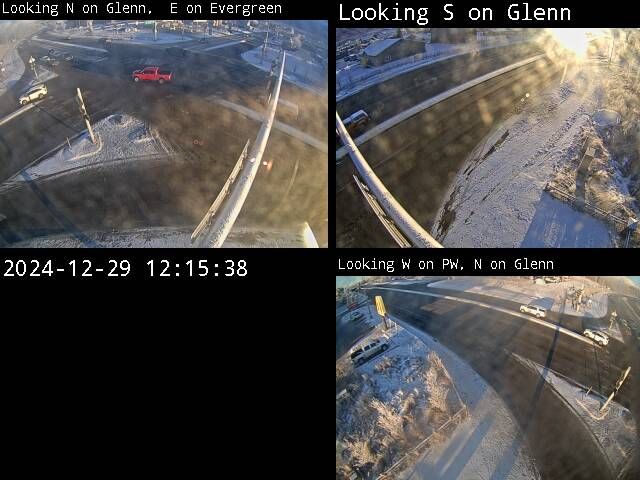 Looking N on Glenn,  E on Evergreen
Looking S on Glenn
2024-12-29 12:15:38
Looking W on PW, N on Glenn